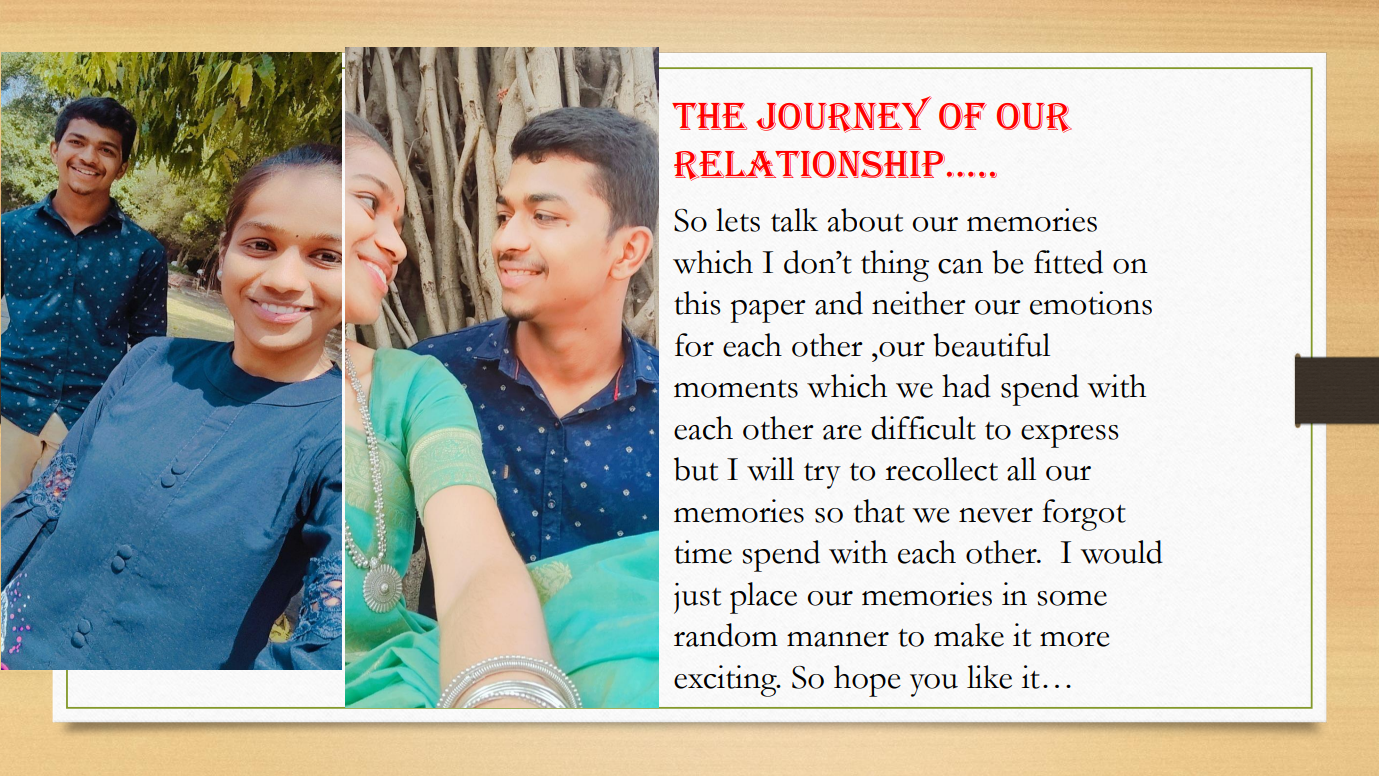 THE JOURNEY OF OUR
RELATIONSHIP.....
So lets talk about our memories
which I don’t thing can be fitted on
this paper and neither our emotions
for each other ,our beautiful
moments which we had spend with
each other are difficult to express
but I will try to recollect all our
memories so that we never forgot
time spend with each other.  I would
just place our memories in some
random manner to make it more
exciting. So hope you like it…